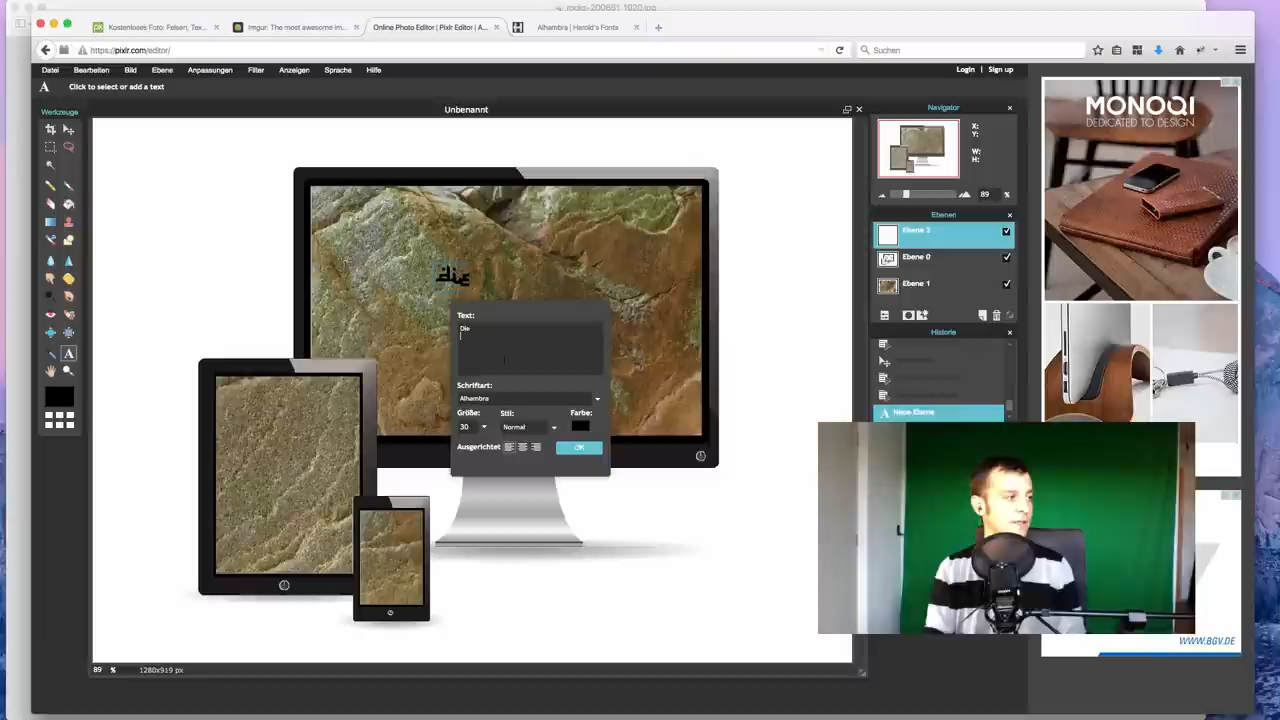 rocks-200651_1920.jpg
Kostenloses Foto: Felsen, Tex...
Imgur: The most awesome im...
Online Photo Editor | Pixlr Editor | A...
Alhambra | Harold's Fonts
https://pixlr.com/editor/
Suchen
Datei Bearbeiten Bild Ebene Anpassungen Filter Anzeigen Sprache Hilfe
Login | Sign up
A Click to select or add a text
Werkzeuge
Unbenannt
Navigator
X:
Y:
W:
H:
89 %
Ebenen
Ebene 2
Ebene 0
Ebene 1
Historie
Neue Ebene
die
Text:
Die
Schriftart:
Alhambra
Größe: Stil: Farbe:
30 Normal
Ausgerichtet OK
89 % 1280x919 px
MONOQI
DEDICATED TO DESIGN
WWW.BGV.DE